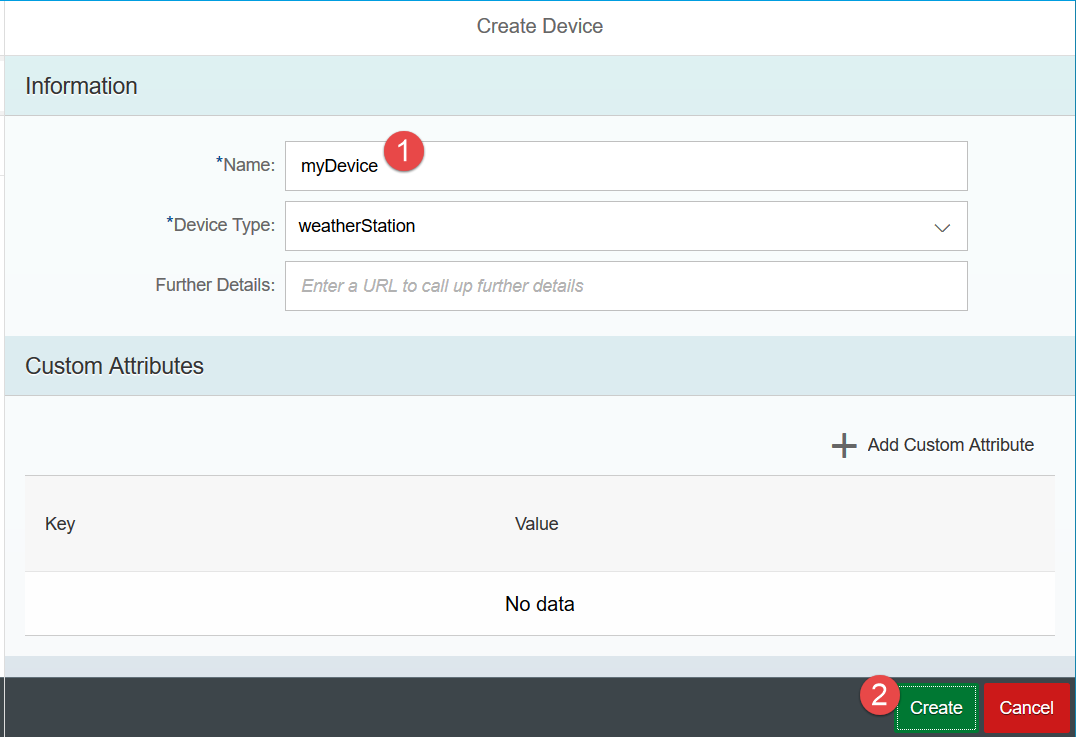 Create Device
Information
*Name: myDevice 1
*Device Type: weatherStation
Further Details: Enter a URL to call up further details
Custom Attributes
Add Custom Attribute
Key Value
No data
2 Create Cancel